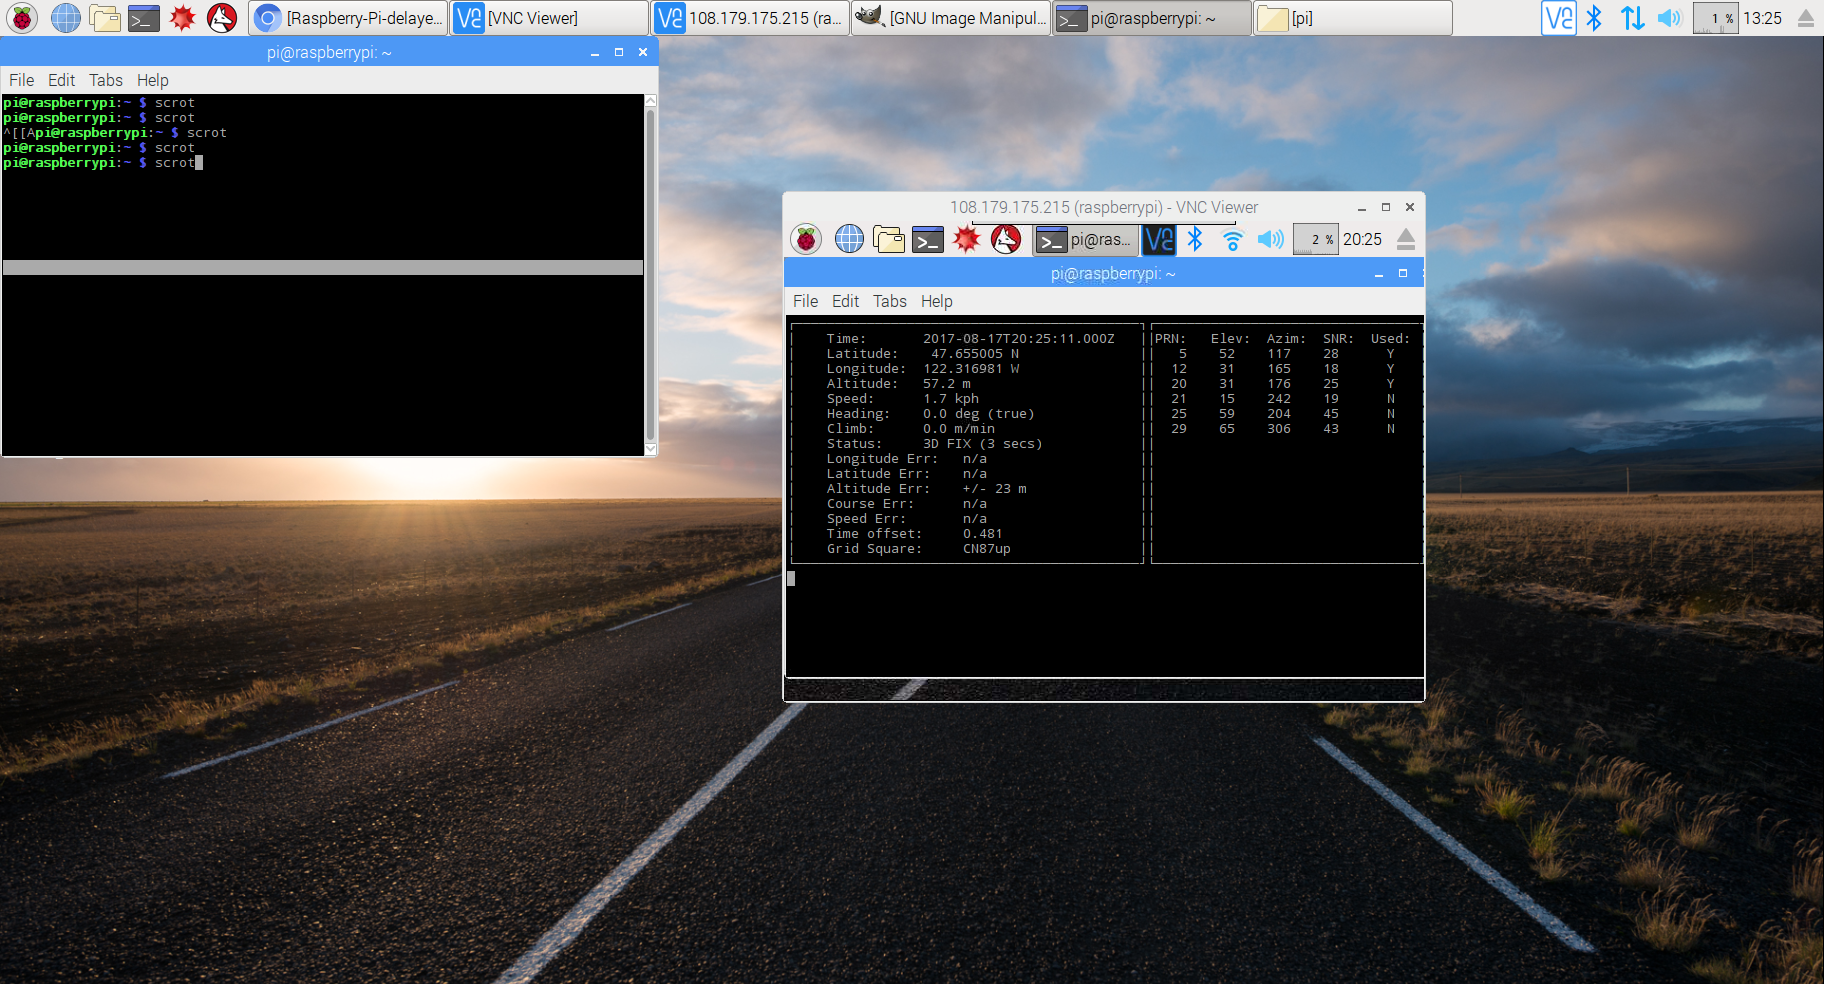 [Raspberry-Pi-delaye... [VNC Viewer] 108.179.175.215 (ra... [GNU Image Manipul... pi@raspberrypi: ~ [pi] 1 % 13:25
pi@raspberrypi: ~
File Edit Tabs Help
pi@raspberrypi:~ $ scrot
pi@raspberrypi:~ $ scrot
^[[Api@raspberrypi:~ $ scrot
pi@raspberrypi:~ $ scrot
pi@raspberrypi:~ $ scrot
108.179.175.215 (raspberrypi) - VNC Viewer
pi@ras... 2 % 20:25
pi@raspberrypi: ~
File Edit Tabs Help
Time: 2017-08-17T20:25:11.000Z PRN: Elev: Azim: SNR: Used:
Latitude: 47.655005 N 5 52 117 28 Y
Longitude: 122.316981 W 12 31 165 18 Y
Altitude: 57.2 m 20 31 176 25 Y
Speed: 1.7 kph 21 15 242 19 N
Heading: 0.0 deg (true) 25 59 204 45 N
Climb: 0.0 m/min 29 65 306 43 N
Status: 3D FIX (3 secs)
Longitude Err: n/a
Latitude Err: n/a
Altitude Err: +/- 23 m
Course Err: n/a
Speed Err: n/a
Time offset: 0.481
Grid Square: CN87up